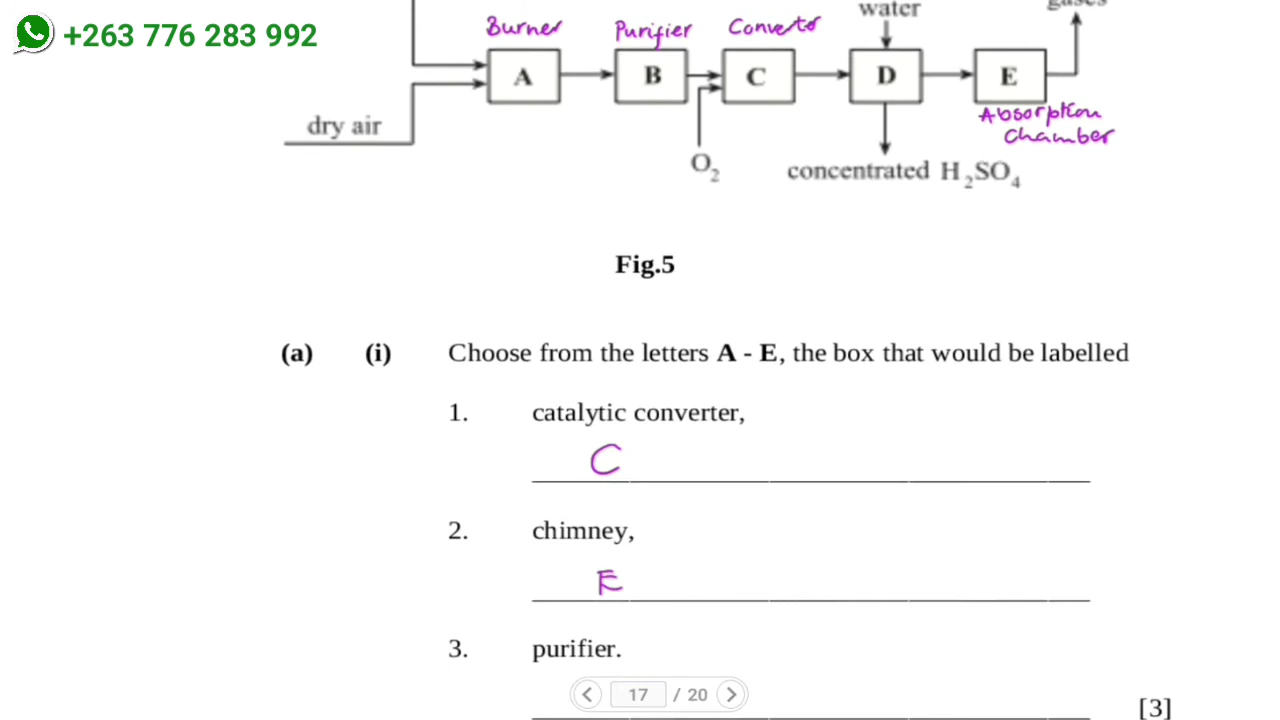 +263 776 283 992
water
gases
Burner
Purifier
Converter
A
B
C
D
E
Absorption
chamber
dry air
O2
concentrated H2SO4
Fig.5
(a) (i) Choose from the letters A - E, the box that would be labelled
1. catalytic converter,
C
2. chimney,
E
3. purifier.
17 / 20
[3]